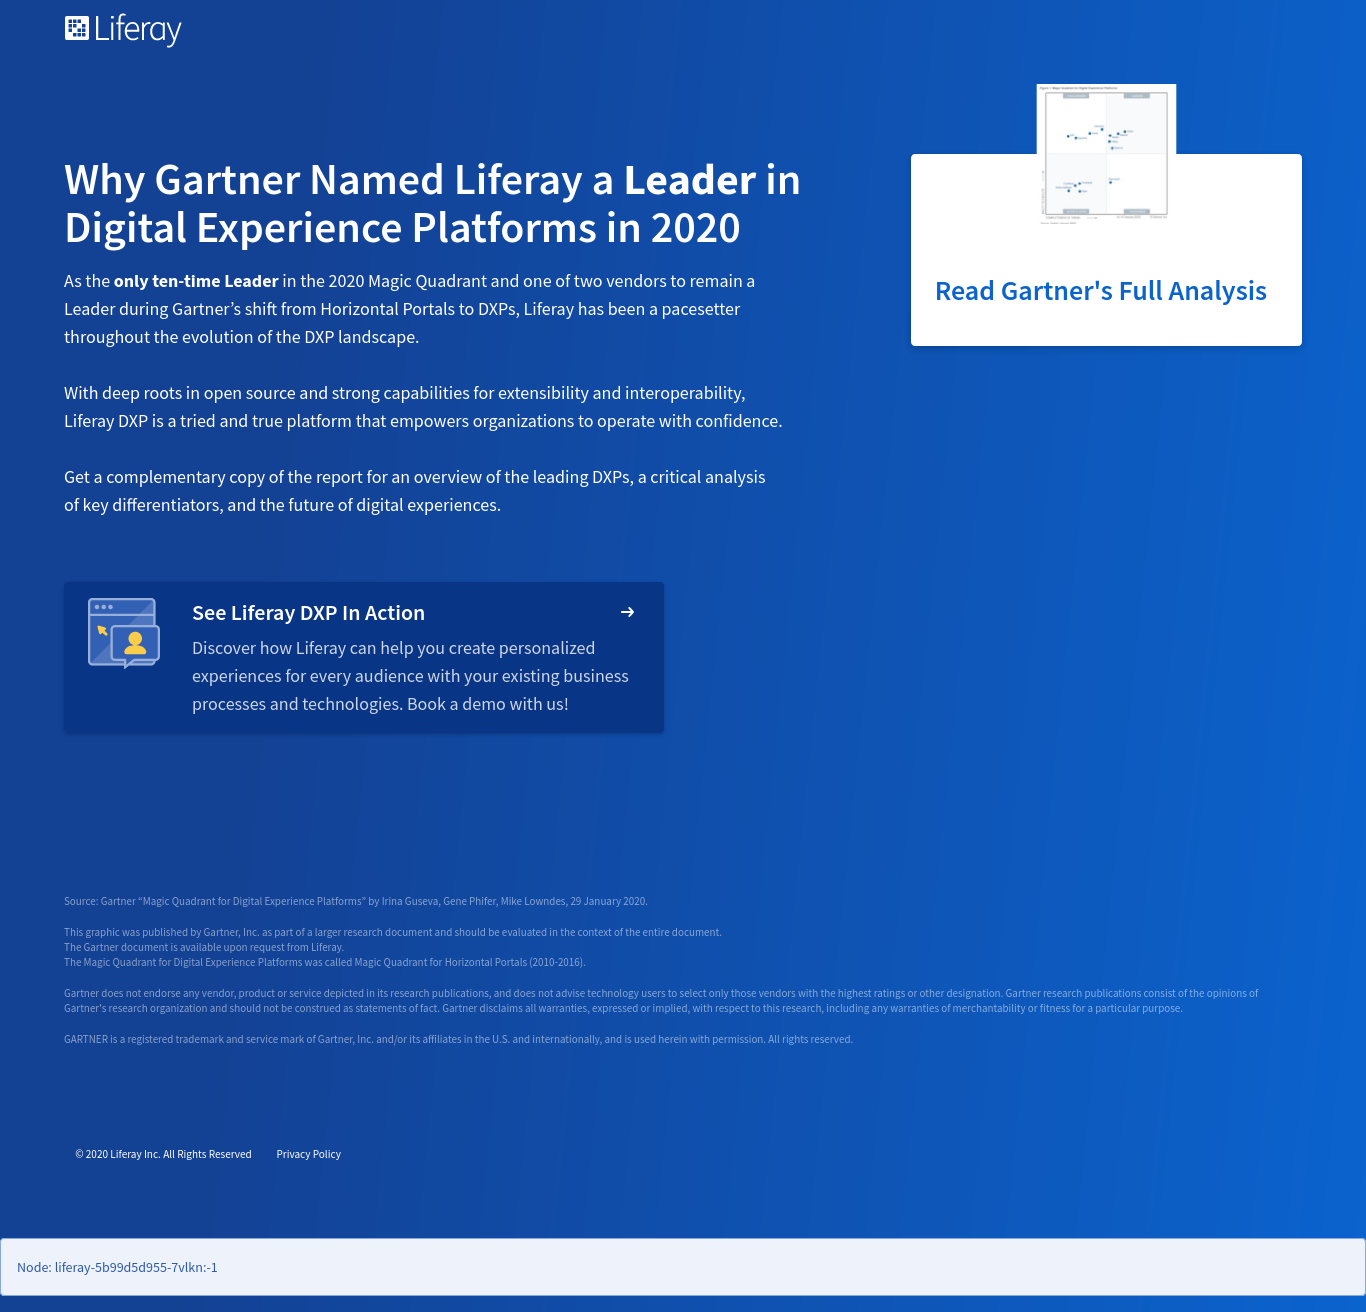 Liferay
Why Gartner Named Liferay a Leader in
Digital Experience Platforms in 2020
As the only ten-time Leader in the 2020 Magic Quadrant and one of two vendors to remain a
Leader during Gartner’s shift from Horizontal Portals to DXPs, Liferay has been a pacesetter
throughout the evolution of the DXP landscape.
With deep roots in open source and strong capabilities for extensibility and interoperability,
Liferay DXP is a tried and true platform that empowers organizations to operate with confidence.
Get a complementary copy of the report for an overview of the leading DXPs, a critical analysis
of key differentiators, and the future of digital experiences.
Read Gartner's Full Analysis
See Liferay DXP In Action
Discover how Liferay can help you create personalized
experiences for every audience with your existing business
processes and technologies. Book a demo with us!
Source: Gartner “Magic Quadrant for Digital Experience Platforms” by Irina Guseva, Gene Phifer, Mike Lowndes, 29 January 2020.
This graphic was published by Gartner, Inc. as part of a larger research document and should be evaluated in the context of the entire document.
The Gartner document is available upon request from Liferay.
The Magic Quadrant for Digital Experience Platforms was called Magic Quadrant for Horizontal Portals (2010-2016).
Gartner does not endorse any vendor, product or service depicted in its research publications, and does not advise technology users to select only those vendors with the highest ratings or other designation. Gartner research publications consist of the opinions of
Gartner's research organization and should not be construed as statements of fact. Gartner disclaims all warranties, expressed or implied, with respect to this research, including any warranties of merchantability or fitness for a particular purpose.
GARTNER is a registered trademark and service mark of Gartner, Inc. and/or its affiliates in the U.S. and internationally, and is used herein with permission. All rights reserved.
© 2020 Liferay Inc. All Rights Reserved Privacy Policy
Node: liferay-5b99d5d955-7vlkn:-1